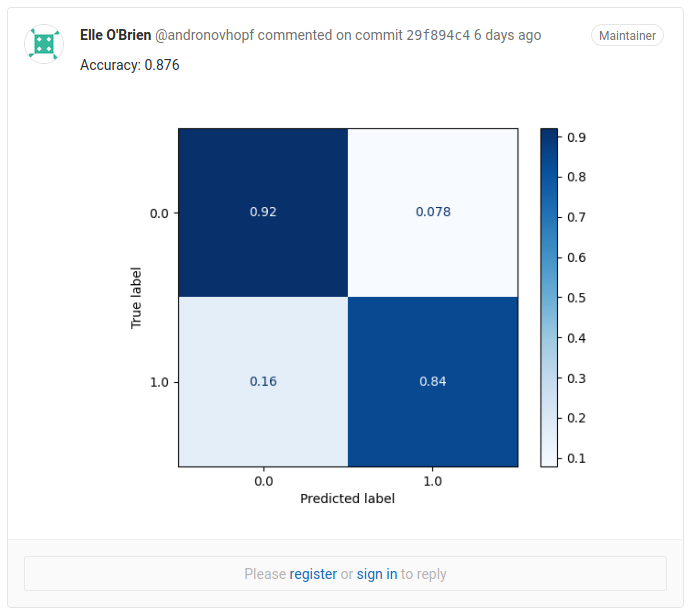 Elle O'Brien @andronovhopf commented on commit 29f894c4 6 days ago
Maintainer
Accuracy: 0.876
0.9
0.8
0.7
0.6
0.5
0.4
0.3
0.2
0.1
True label
0.0
0.92
0.078
1.0
0.16
0.84
0.0
1.0
Predicted label
Please register or sign in to reply